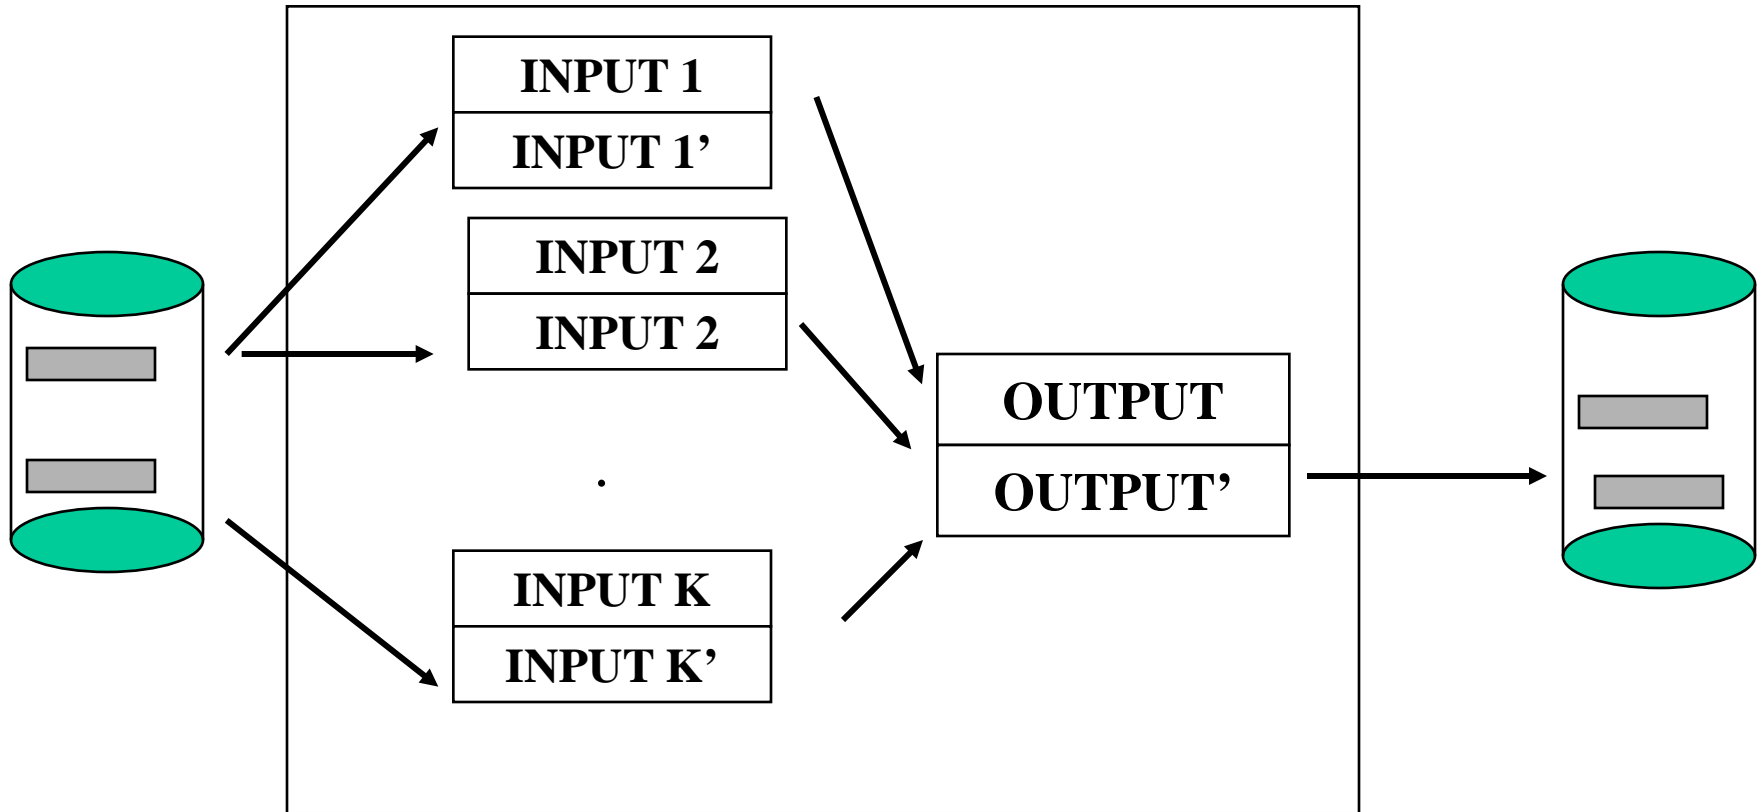 INPUT 1
INPUT 1’
INPUT 2
INPUT 2
.
INPUT K
INPUT K’
OUTPUT
OUTPUT’